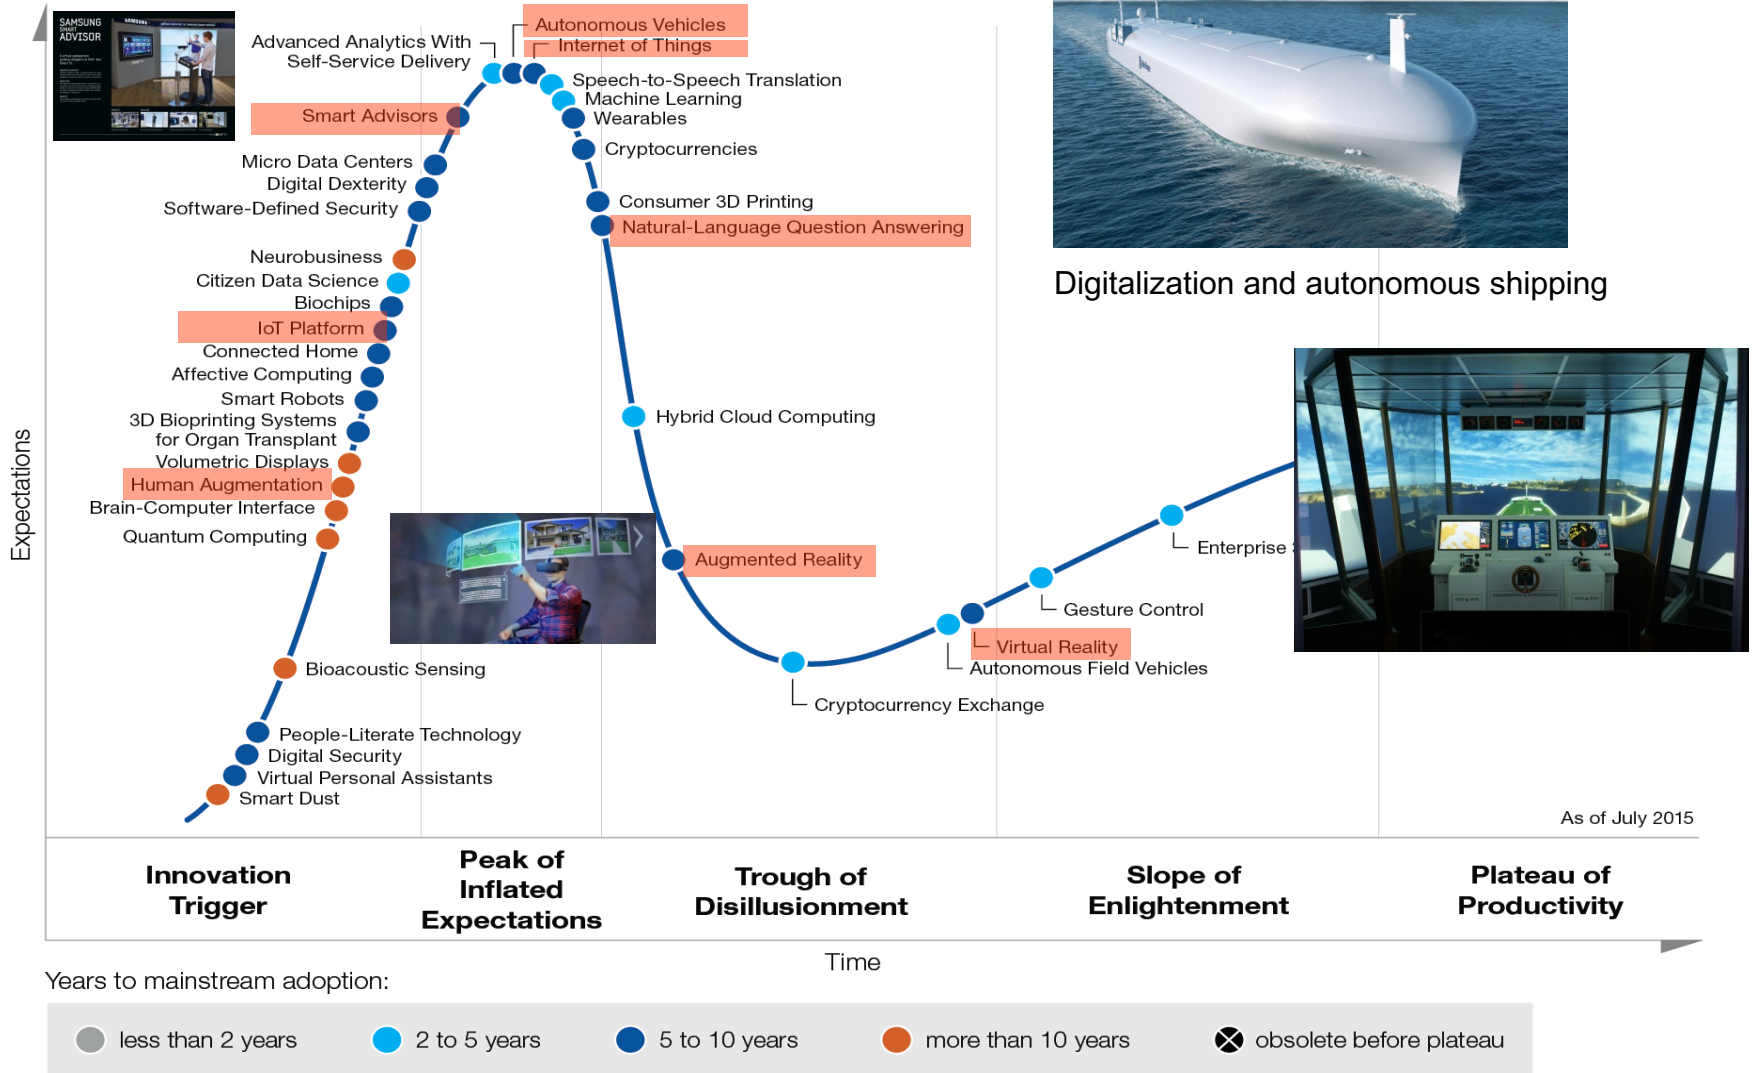 SAMSUNG
SMART
ADVISOR
SAMSUNG
Autonomous Vehicles
Internet of Things
Advanced Analytics With
Self-Service Delivery
Speech-to-Speech Translation
Machine Learning
Smart Advisors
Wearables
Cryptocurrencies
Micro Data Centers
Digital Dexterity
Software-Defined Security
Consumer 3D Printing
Natural-Language Question Answering
Neurobusiness
Citizen Data Science
Biochips
IoT Platform
Connected Home
Affective Computing
Smart Robots
3D Bioprinting Systems
for Organ Transplant
Volumetric Displays
Human Augmentation
Brain-Computer Interface
Quantum Computing
Digitalization and autonomous shipping
Hybrid Cloud Computing
Augmented Reality
Enterprise
Gesture Control
Virtual Reality
Autonomous Field Vehicles
Cryptocurrency Exchange
Bioacoustic Sensing
People-Literate Technology
Digital Security
Virtual Personal Assistants
Smart Dust
Expectations
As of July 2015
Innovation
Trigger
Peak of
Inflated
Expectations
Trough of
Disillusionment
Slope of
Enlightenment
Plateau of
Productivity
Time
Years to mainstream adoption:
less than 2 years
2 to 5 years
5 to 10 years
more than 10 years
obsolete before plateau